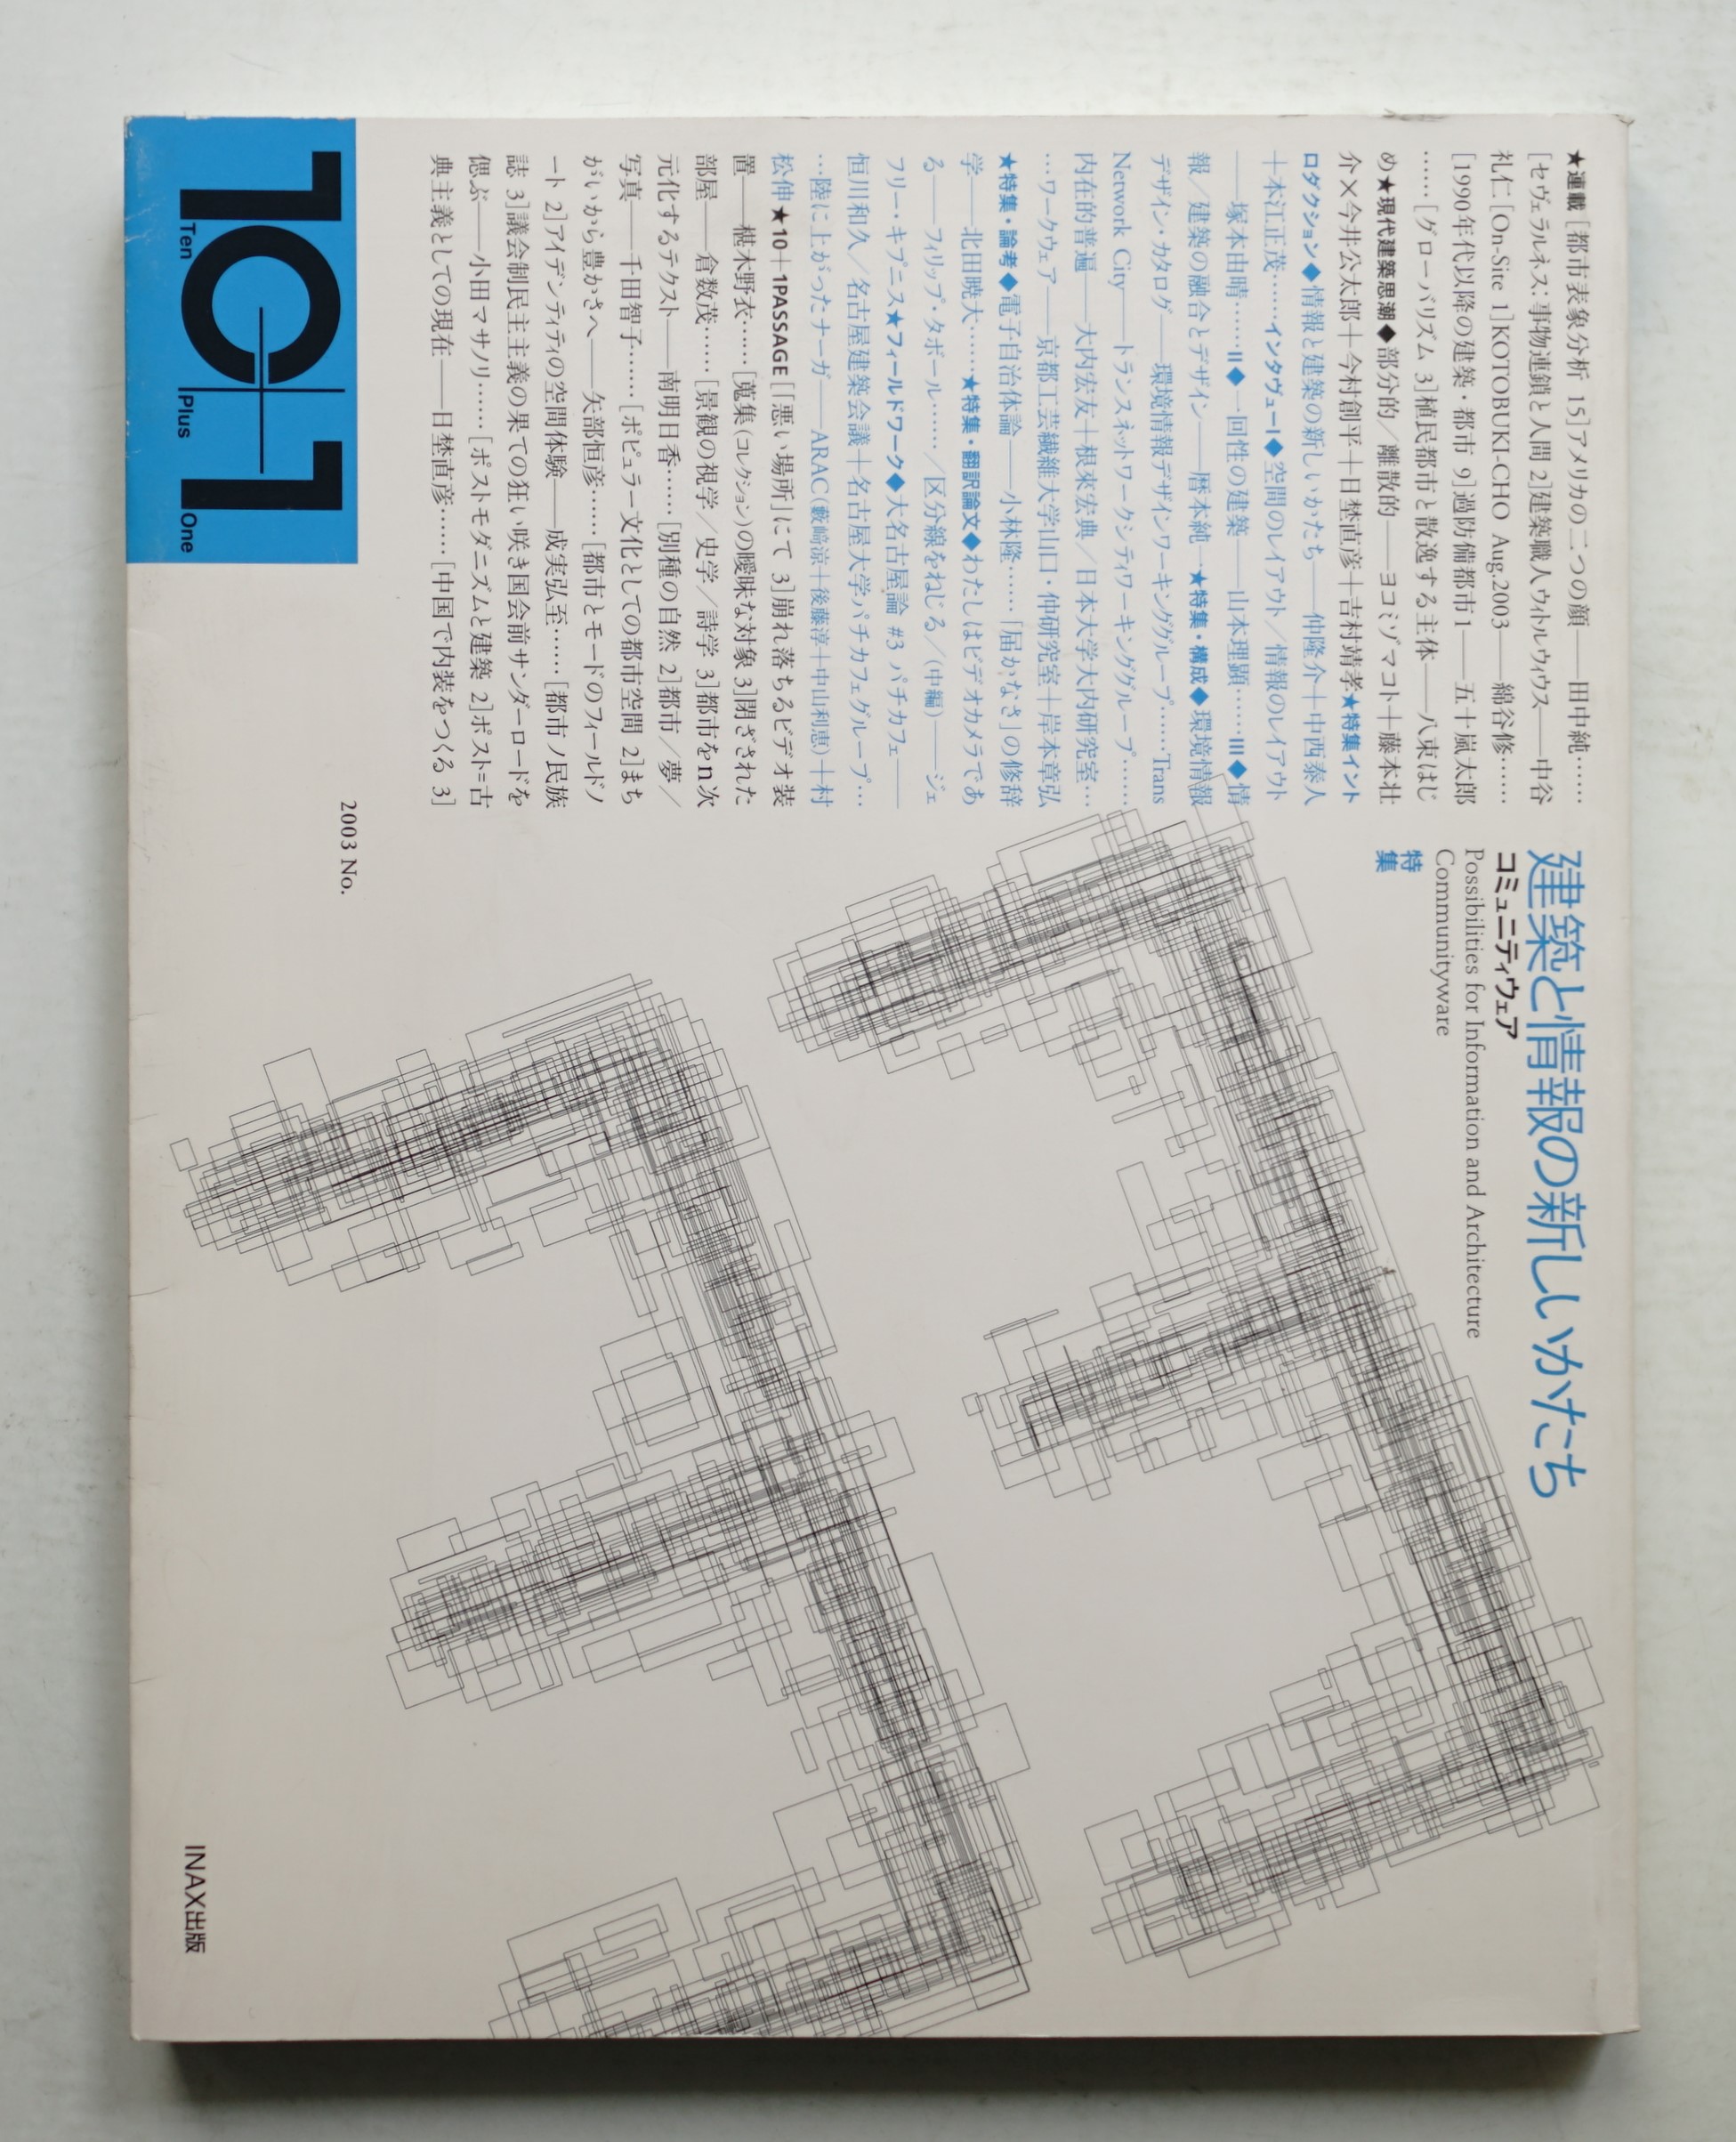 建築と情報の新しいかたち
コミュニティウェア
Possibilities for Information and Architecture
Communityware
特
集
★連載［都市表象分析 15］アメリカの二つの顔——田中純……
［セヴェラルネス：事物連鎖と人間 2］建築職人ウィトルウィウス——中谷
礼仁［On-Site 1］KOTOBUKI-CHO Aug.2003——綿谷修……
［1990年代以降の建築・都市 9］過防備都市1——五十嵐太郎
……［グローバリズム 3］植民都市と散逸する主体——八束はじ
め★現代建築思潮◆部分的／離散的——ヨコミゾマコト＋藤本壮
介×今井公太郎＋今村創平＋日埜直彦＋吉村靖孝★特集イント
ロダクション◆情報と建築の新しいかたち——仲隆介＋中西泰人
＋本江正茂……インタヴューI◆空間のレイアウト／情報のレイアウト
——塚本由晴……II◆一回性の建築——山本理顕……III◆情
報／建築の融合とデザイン——暦本純一★特集・構成◆環境情報
デザイン・カタログ——環境情報デザインワーキンググループ……Trans
Network City——トランスネットワークシティワーキンググループ……
内在的普遍——大内宏友＋根來宏典／日本大学大内研究室…
…ワークウェア——京都工芸繊維大学山口・仲研究室＋岸本章弘
★特集・論考◆電子自治体論——小林隆……「届かなさ」の修辞
学——北田暁大……★特集・翻訳論文◆わたしはビデオカメラであ
る——フィリップ・タボール……／区分線をねじる／（中編）——ジェ
フリー・キプニス★フィールドワーク◆大名古屋論 #3 パチカフェ——
恒川和久／名古屋建築会議＋名古屋大学パチカフェグループ…
…陸に上がったナーガ——ARAC（藪﨑涼＋後藤淳＋中山利恵）＋村
松伸★10＋1PASSAGE［「悪い場所」にて 3］崩れ落ちるビデオ装
置——椹木野衣……［蒐集（コレクション）の曖昧な対象 3］閉ざされた
部屋——倉数茂……［景観の視学／史学／詩学 3］都市をn次
元化するテクスト——南明日香……［別種の自然 2］都市／夢／
写真——千田智子……［ポピュラー文化としての都市空間 2］まち
がいから豊かさへ——矢部恒彦……［都市とモードのフィールドノ
ート 2］アイデンティティの空間体験——成実弘至……［都市ノ民族
誌 3］議会制民主主義の果ての狂い咲き国会前サンダーロードを
偲ぶ——小田マサノリ……［ポストモダニズムと建築 2］ポスト＝古
典主義としての現在——日埜直彦……［中国で内装をつくる 3］
2003 No.
33
10+1
Ten
Plus
One
INAX出版